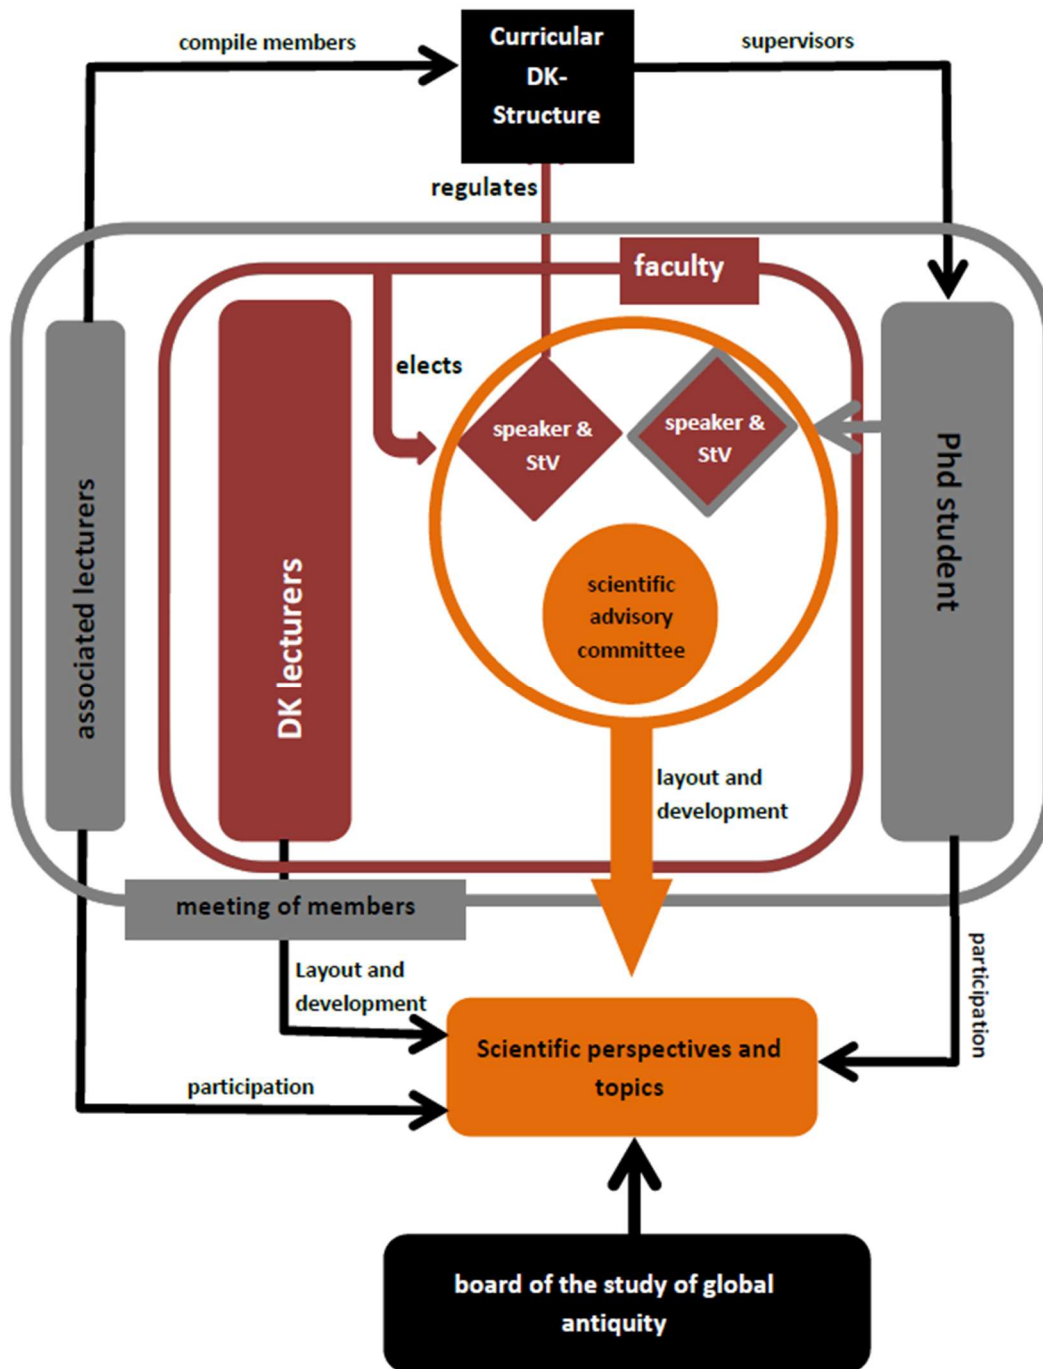 compile members
Curricular
DK-
Structure
supervisors
regulates
faculty
elects
speaker &
StV
speaker &
StV
associated lecturers
DK lecturers
Phd student
scientific
advisory
committee
layout and
development
meeting of members
Layout and
development
participation
participation
Scientific perspectives and
topics
board of the study of global
antiquity